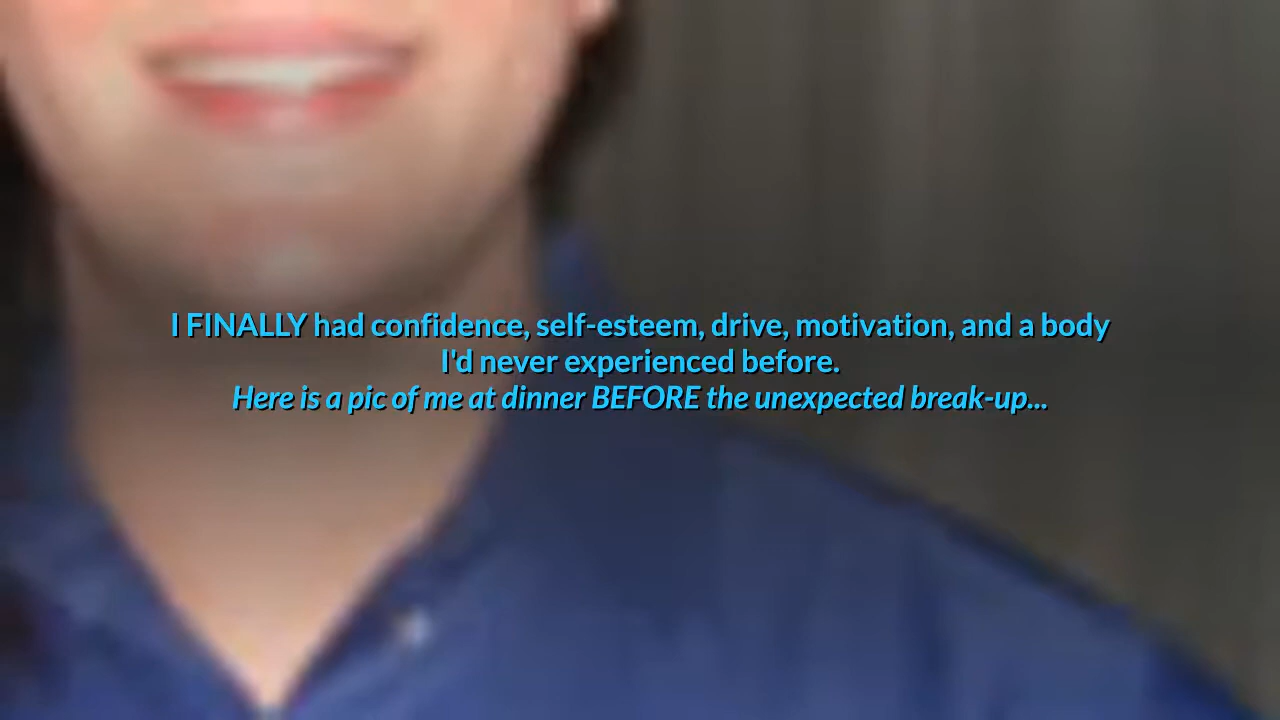 I FINALLY had confidence, self-esteem, drive, motivation, and a body
I'd never experienced before.
Here is a pic of me at dinner BEFORE the unexpected break-up...